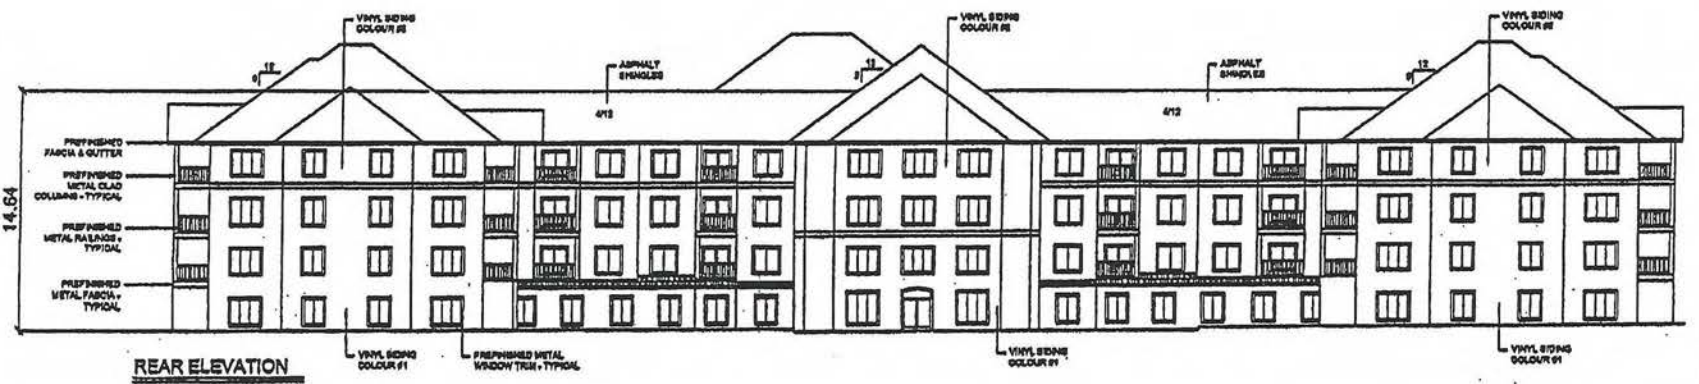 VINYL SIDING
COLOUR #2
VINYL SIDING
COLOUR #2
VINYL SIDING
COLOUR #2
12
9
ASPHALT
SHINGLES
12
ASPHALT
SHINGLES
12
9
4/12
4/12
PREFINISHED
FASCIA & GUTTER
PREFINISHED
METAL CLAD
COLUMNS - TYPICAL
14.64
PREFINISHED
METAL RAILINGS -
TYPICAL
PREFINISHED
METAL FASCIA -
TYPICAL
VINYL SIDING
COLOUR #1
PREFINISHED METAL
WINDOW TRIM - TYPICAL
VINYL SIDING
COLOUR #1
VINYL SIDING
COLOUR #1
REAR ELEVATION